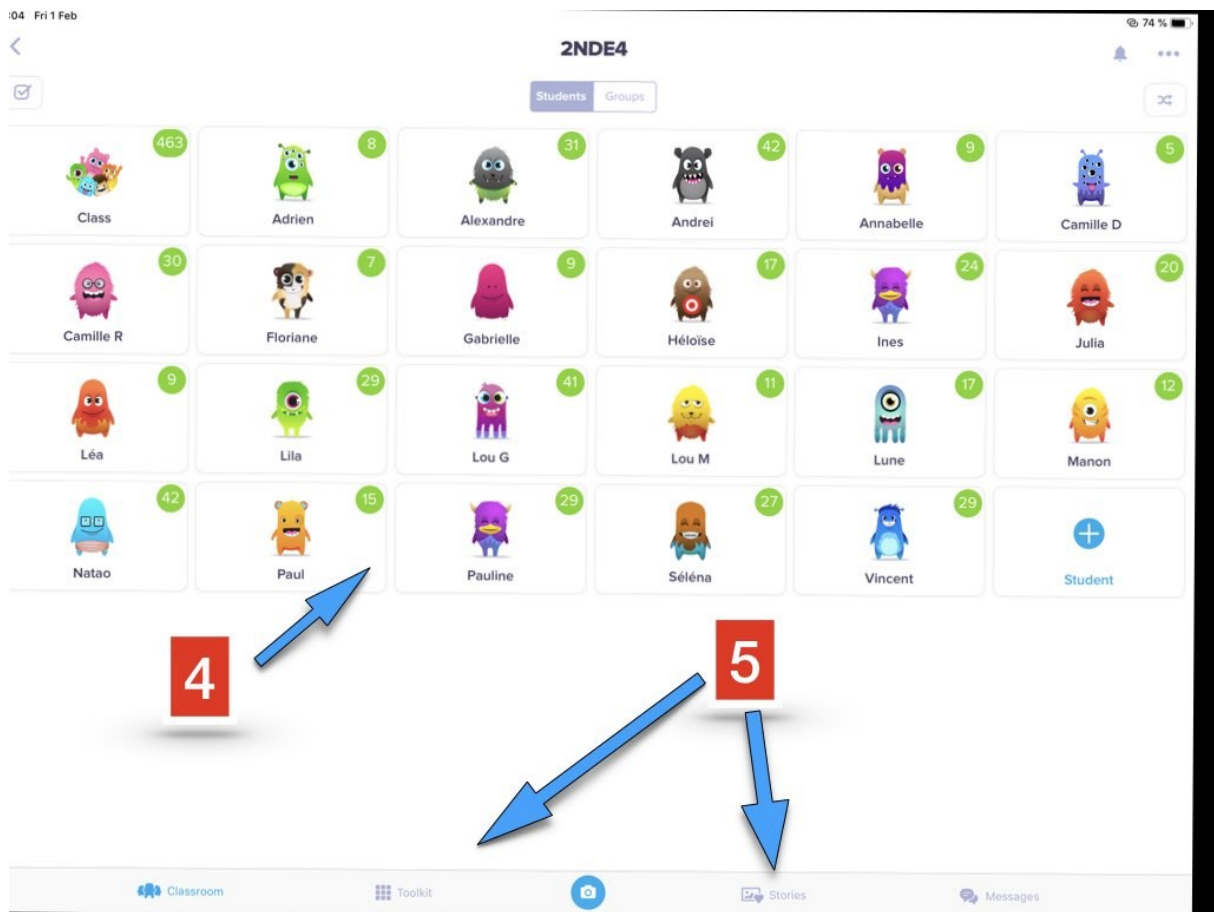 :04 Fri 1 Feb
74 %
2NDE4
Students Groups
463 8 31 42 9 5
Class Adrien Alexandre Andrei Annabelle Camille D
30 7 9 17 24 20
Camille R Floriane Gabrielle Héloïse Ines Julia
9 29 41 11 17 12
Léa Lila Lou G Lou M Lune Manon
42 15 29 27 29
Natao Paul Pauline Séléna Vincent Student
4 5
Classroom Toolkit Stories Messages